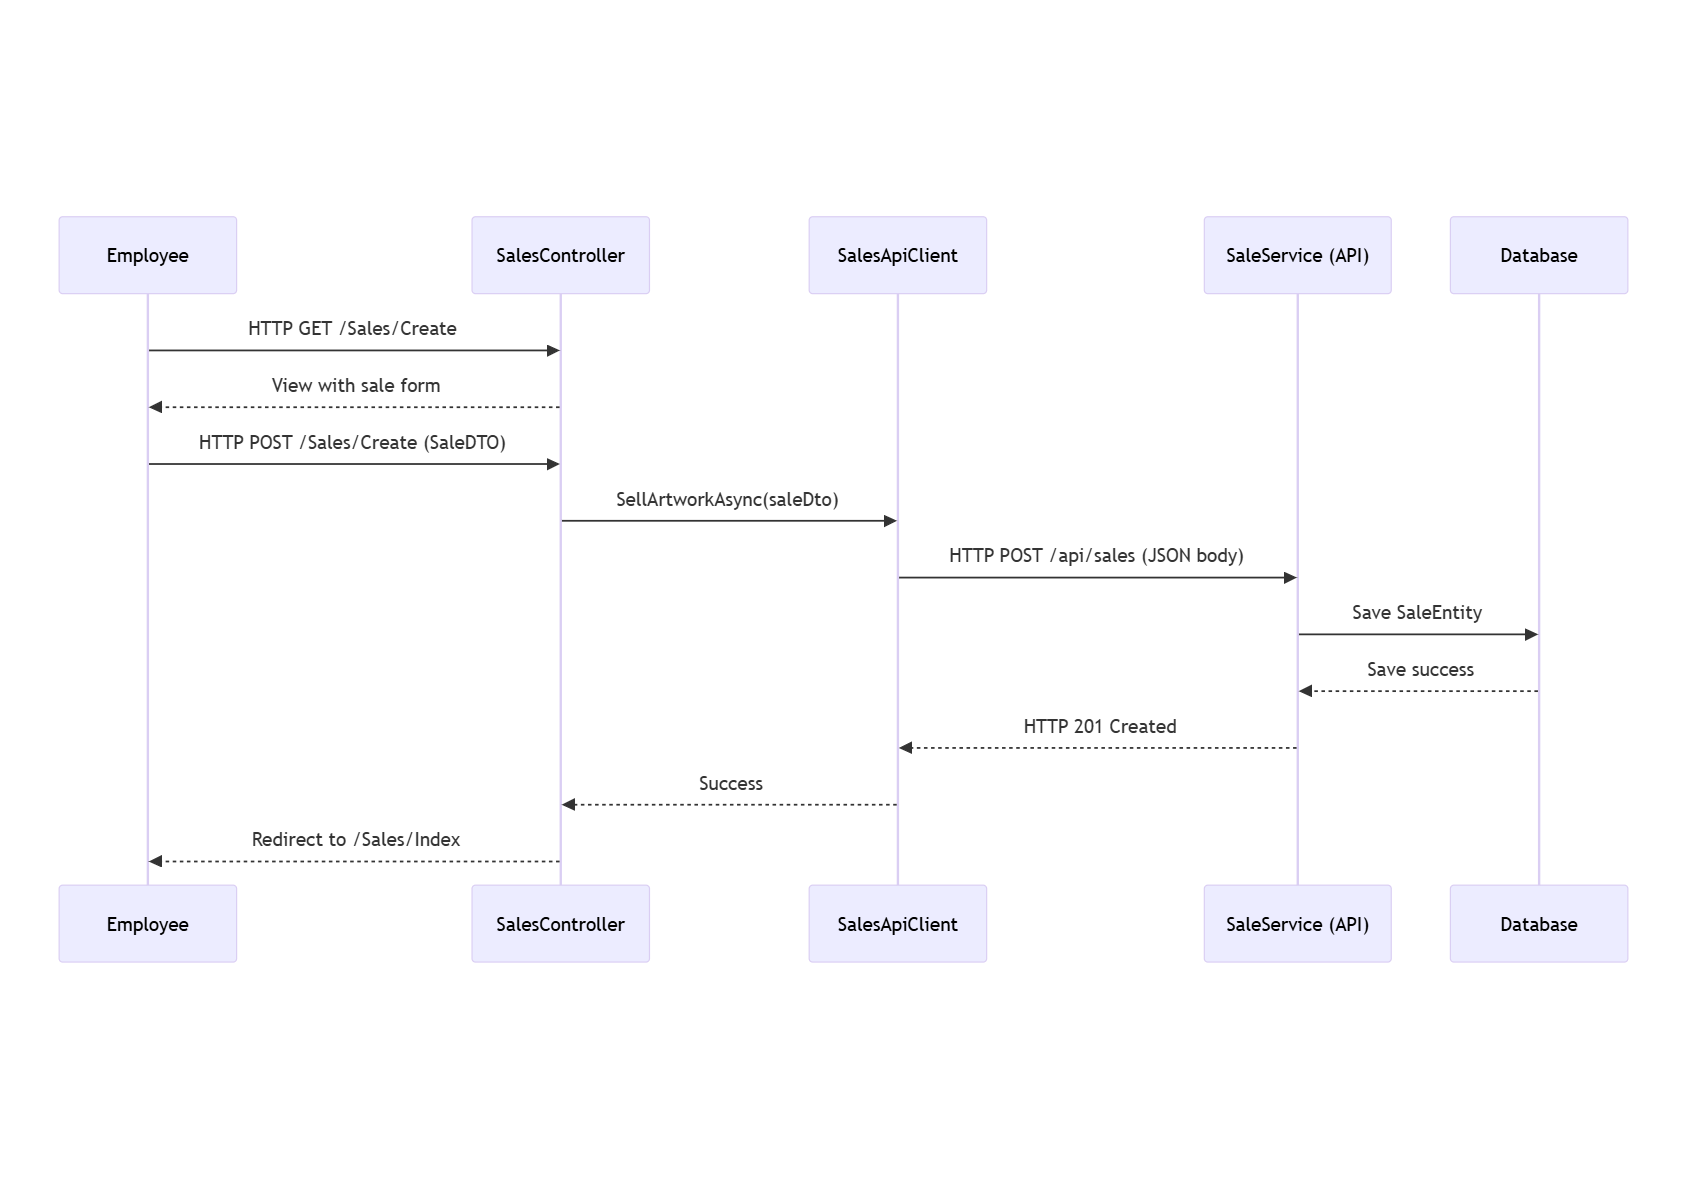 Employee
SalesController
SalesApiClient
SaleService (API)
Database
HTTP GET /Sales/Create
View with sale form
HTTP POST /Sales/Create (SaleDTO)
SellArtworkAsync(saleDto)
HTTP POST /api/sales (JSON body)
Save SaleEntity
Save success
HTTP 201 Created
Success
Redirect to /Sales/Index
Employee
SalesController
SalesApiClient
SaleService (API)
Database